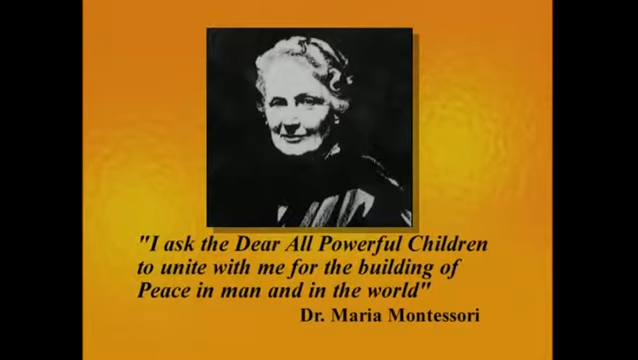 "I ask the Dear All Powerful Children
to unite with me for the building of
Peace in man and in the world"
Dr. Maria Montessori